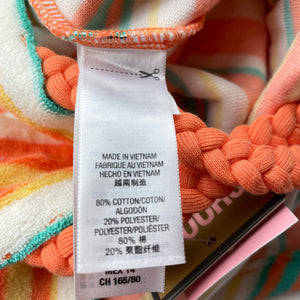 MADE IN VIETNAM
FABRIQUE AU VIETNAM
HECHO EN VIETNAM
越南制造
80% COTTON/COTON/
ALGODÓN
20% POLYESTER/
POLYESTER/POLIÉSTER
80% 棉
20% 聚酯纤维
MEX 14
CH 165/80